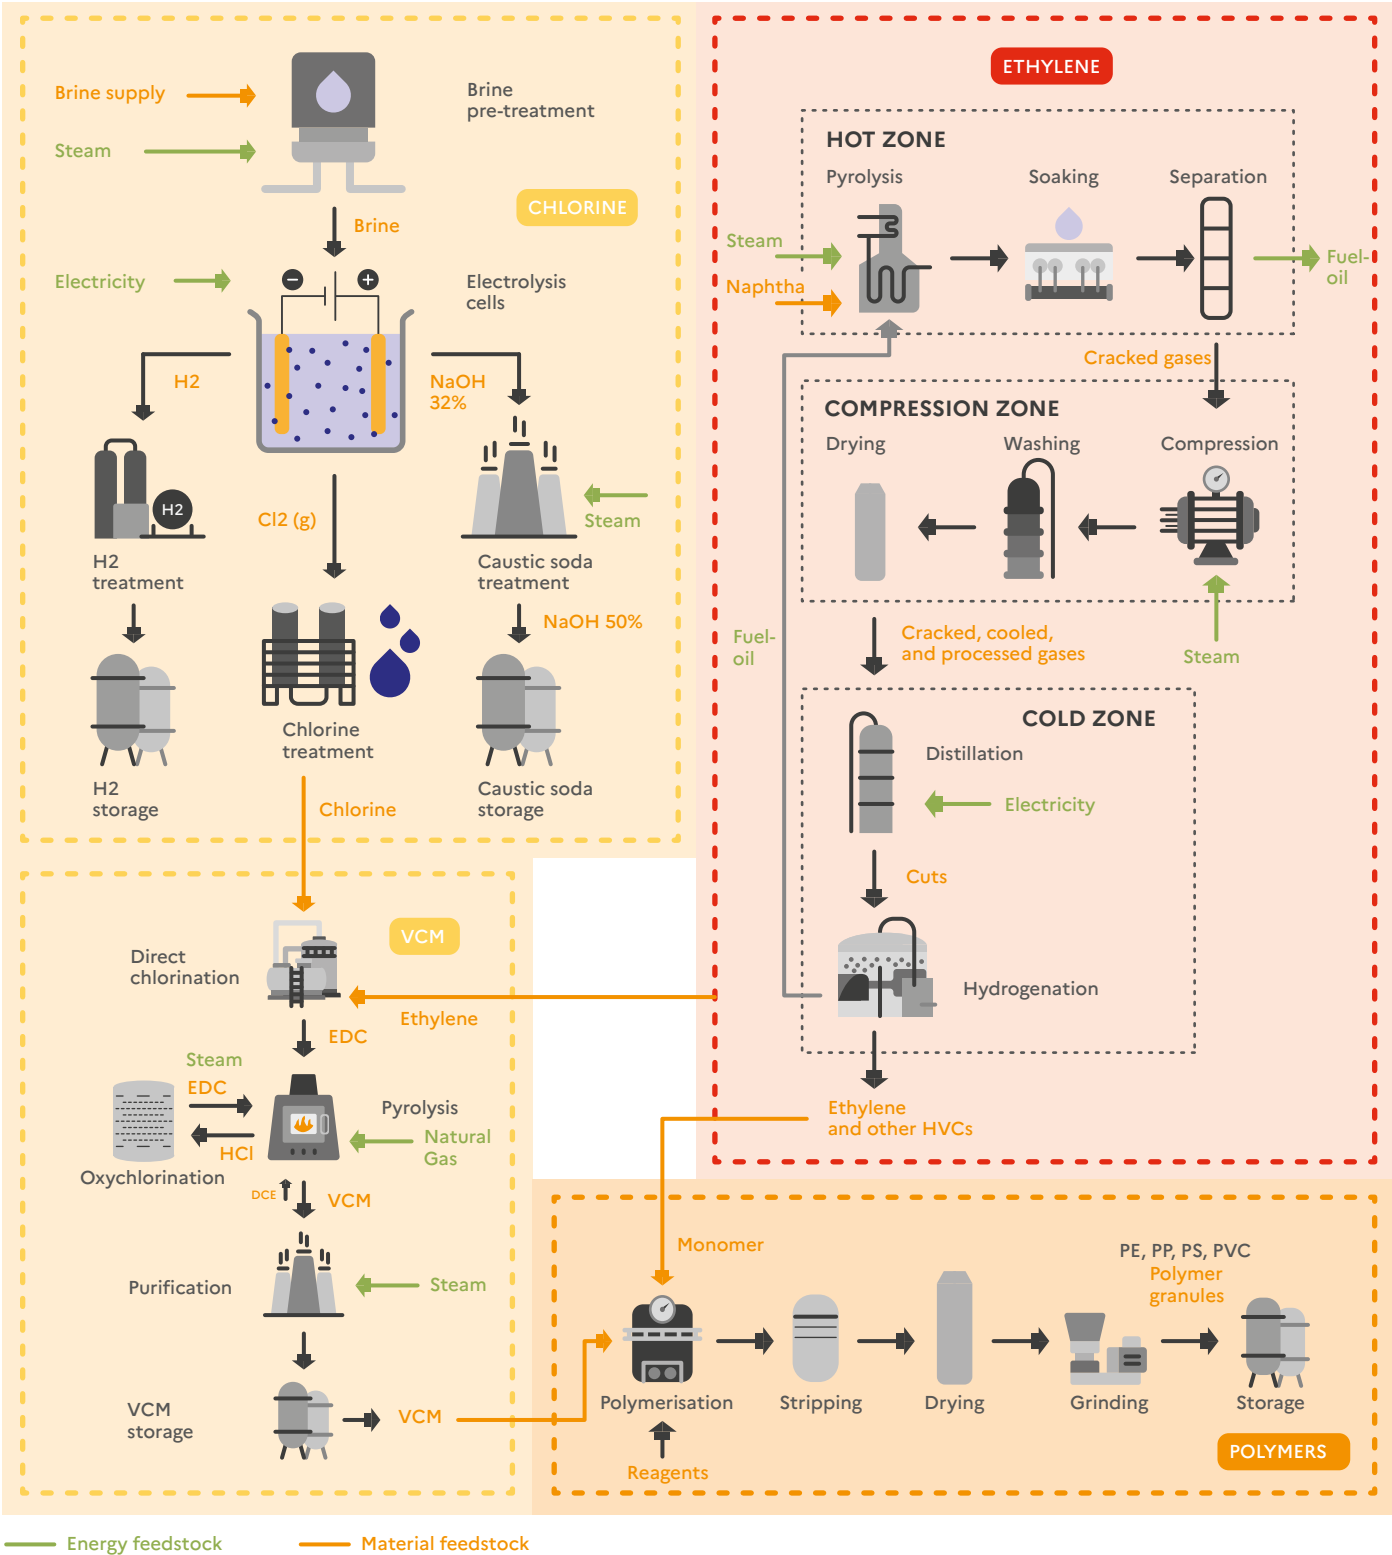 Brine supply
Steam
Brine
pre-treatment
CHLORINE
Brine
Electricity
Electrolysis
cells
H2
NaOH
32%
H2
Cl2 (g)
Steam
H2
treatment
Caustic soda
treatment
NaOH 50%
Chlorine
treatment
H2
storage
Caustic soda
storage
Chlorine
ETHYLENE
HOT ZONE
Pyrolysis
Soaking
Separation
Steam
Naphtha
Fuel-
oil
Cracked gases
COMPRESSION ZONE
Drying
Washing
Compression
Fuel-
oil
Cracked, cooled,
and processed gases
Steam
COLD ZONE
Distillation
Electricity
Cuts
Hydrogenation
Ethylene
and other HVCs
VCM
Direct
chlorination
Ethylene
EDC
Steam
EDC
Pyrolysis
Natural
Gas
HCl
Oxychlorination
DCE
VCM
Purification
Steam
VCM
storage
VCM
Monomer
PE, PP, PS, PVC
Polymer
granules
Polymerisation
Stripping
Drying
Grinding
Storage
Reagents
POLYMERS
Energy feedstock
Material feedstock